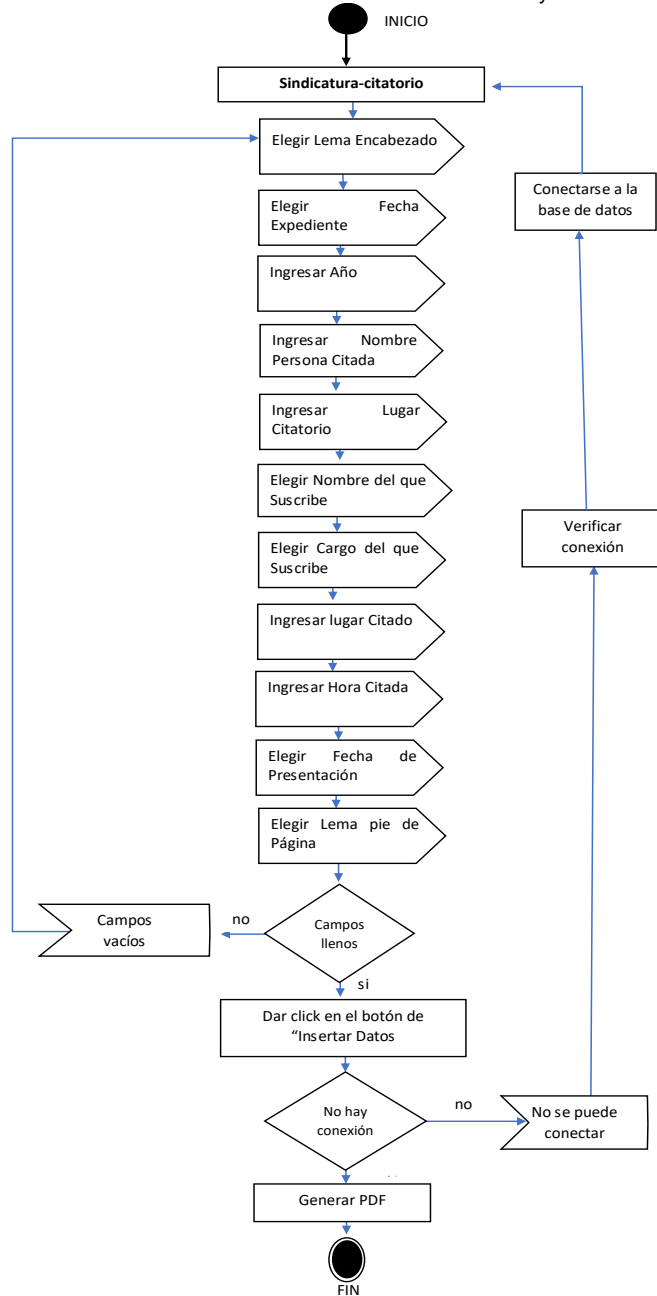 INICIO
Sindicatura-citatorio
Elegir Lema Encabezado
Elegir Fecha
Expediente
Conectarse a la
base de datos
Ingresar Año
Ingresar Nombre
Persona Citada
Ingresar Lugar
Citatorio
Elegir Nombre del que
Suscribe
Verificar
conexión
Elegir Cargo del que
Suscribe
Ingresar lugar Citado
Ingresar Hora Citada
Elegir Fecha de
Presentación
Elegir Lema pie de
Página
Campos
vacíos
no
Campos
llenos
si
Dar click en el botón de
“Insertar Datos
No hay
conexión
no
No se puede
conectar
Generar PDF
FIN